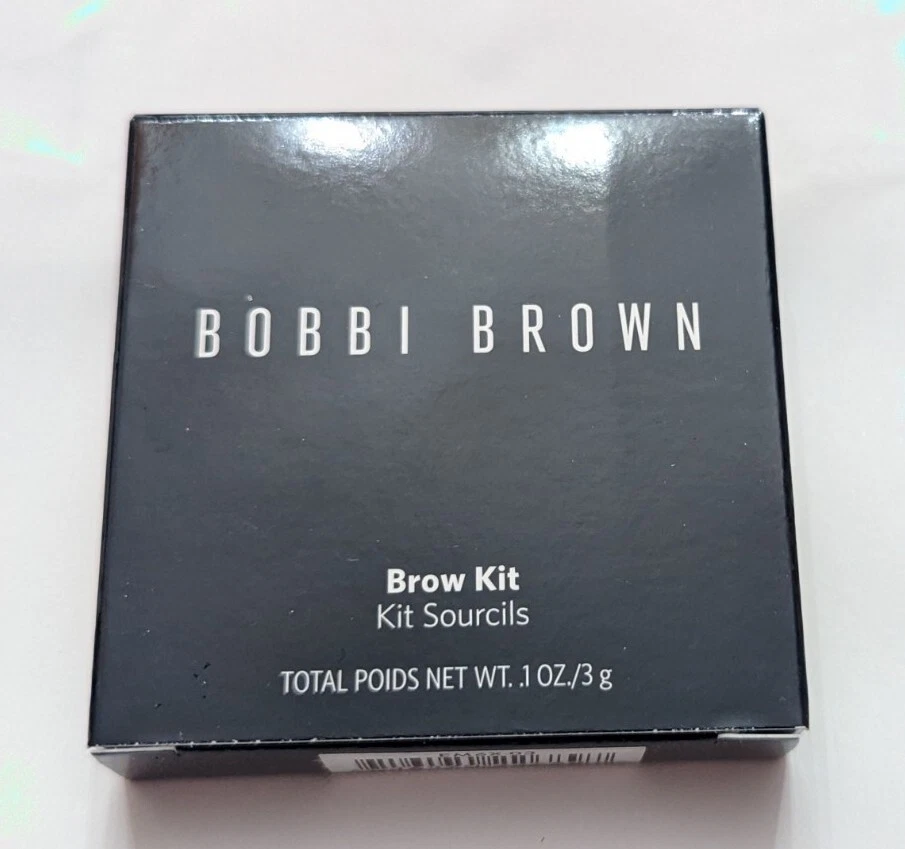 BOBBI BROWN
Brow Kit
Kit Sourcils
TOTAL POIDS NET WT. .1 OZ./3 g